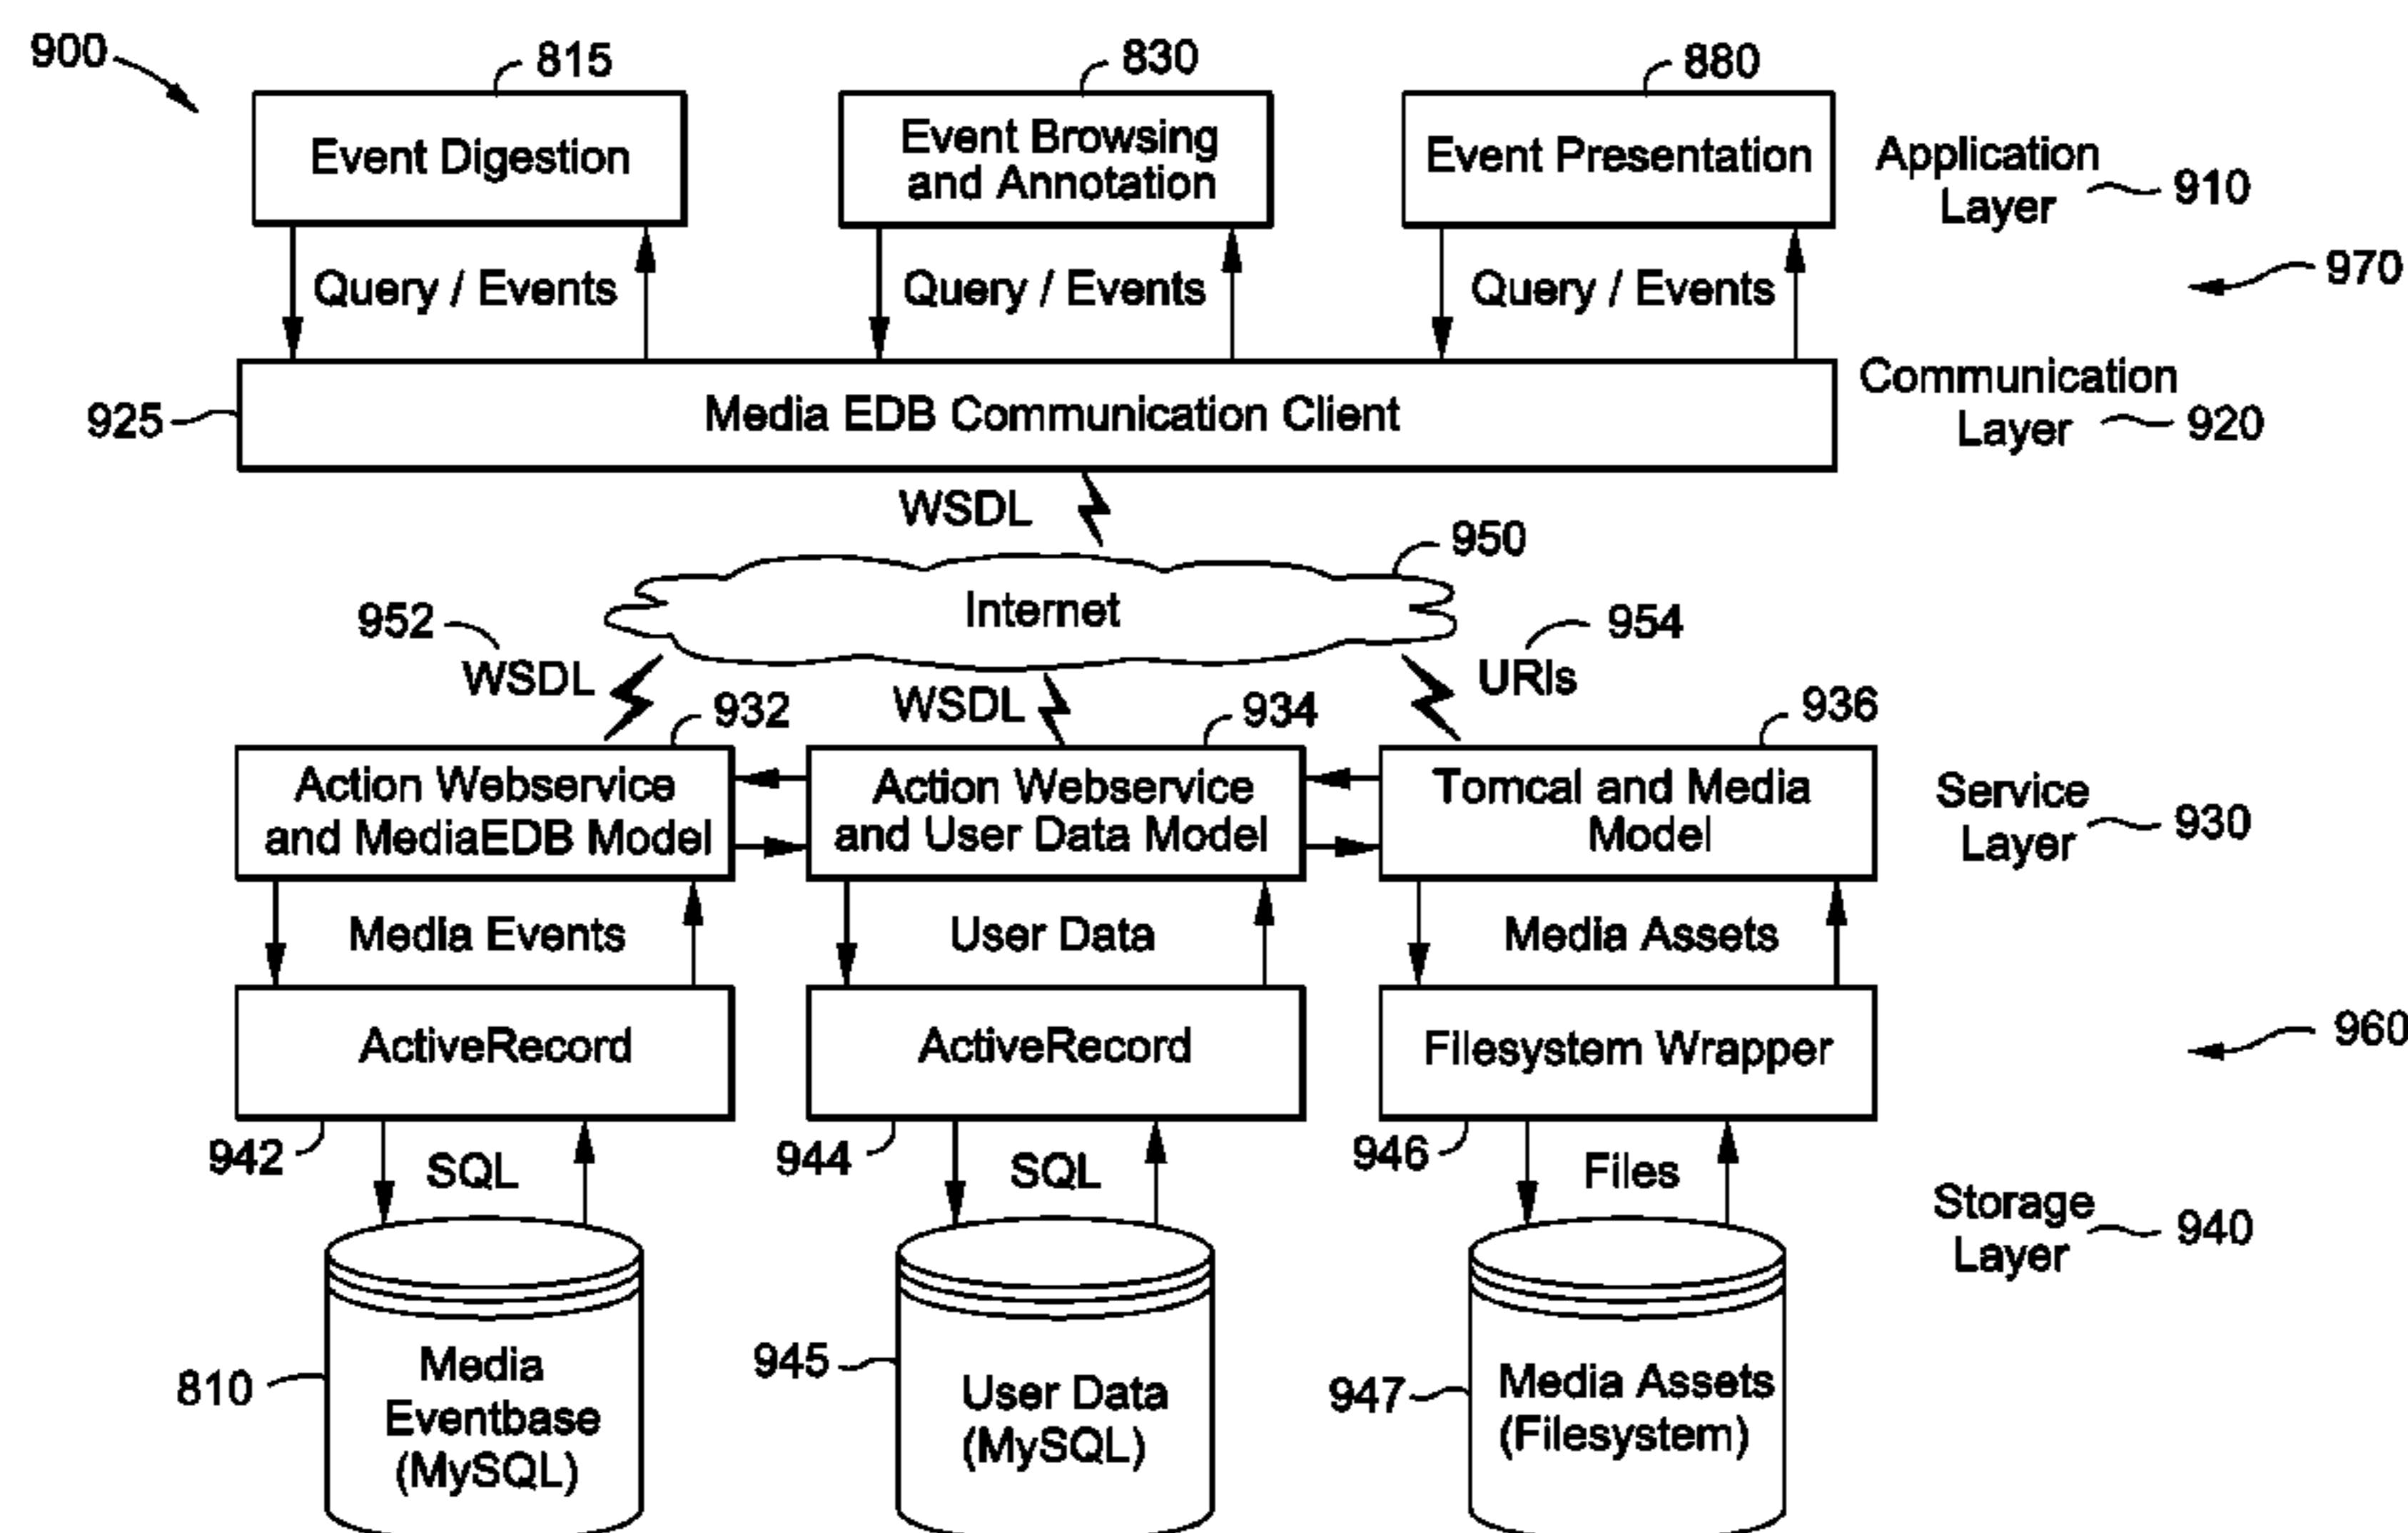 900
815
830
880
Event Digestion
Event Browsing
and Annotation
Event Presentation
Application
Layer
910
Query / Events
Query / Events
Query / Events
970
925
Media EDB Communication Client
Communication
Layer
920
WSDL
950
Internet
952
WSDL
WSDL
954
URIs
932
934
936
Action Webservice
and MediaEDB Model
Action Webservice
and User Data Model
Tomcal and Media
Model
Service
Layer
930
Media Events
User Data
Media Assets
ActiveRecord
ActiveRecord
Filesystem Wrapper
960
942
SQL
944
SQL
946
Files
Storage
Layer
940
810
Media
Eventbase
(MySQL)
945
User Data
(MySQL)
947
Media Assets
(Filesystem)